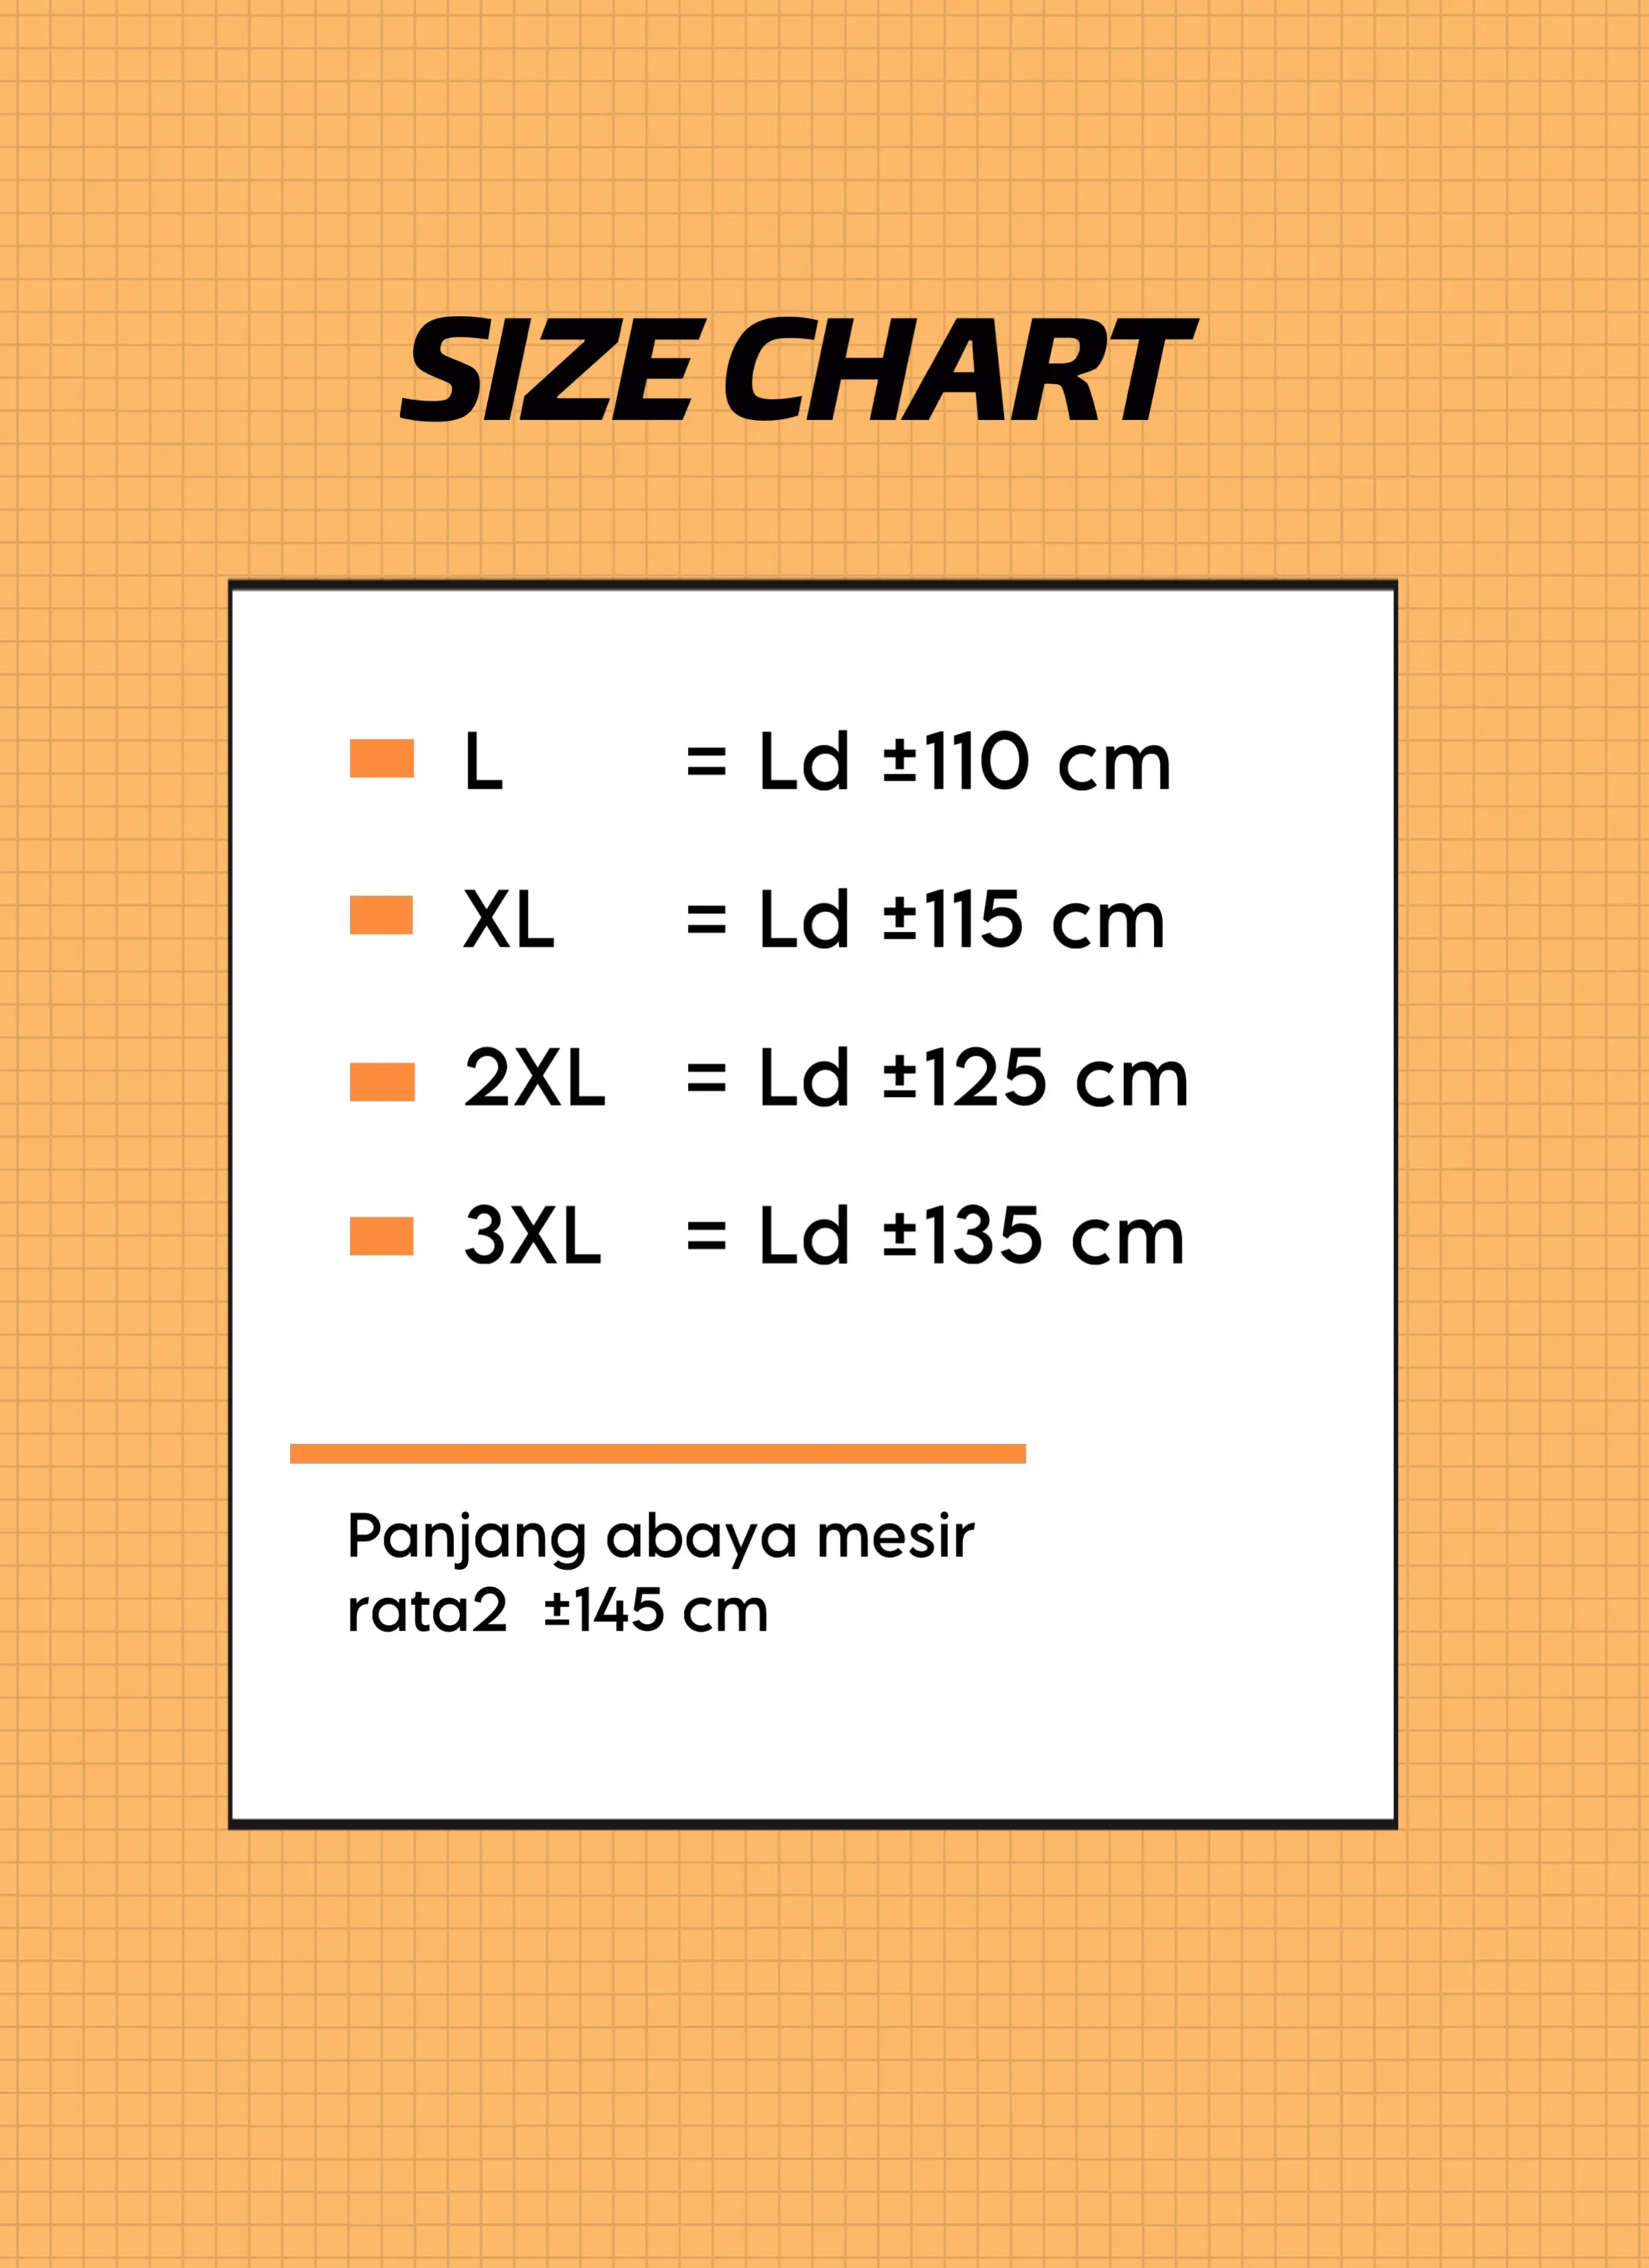 SIZE CHART
L = Ld ±110 cm
XL = Ld ±115 cm
2XL = Ld ±125 cm
3XL = Ld ±135 cm
Panjang abaya mesir
rata2 ±145 cm